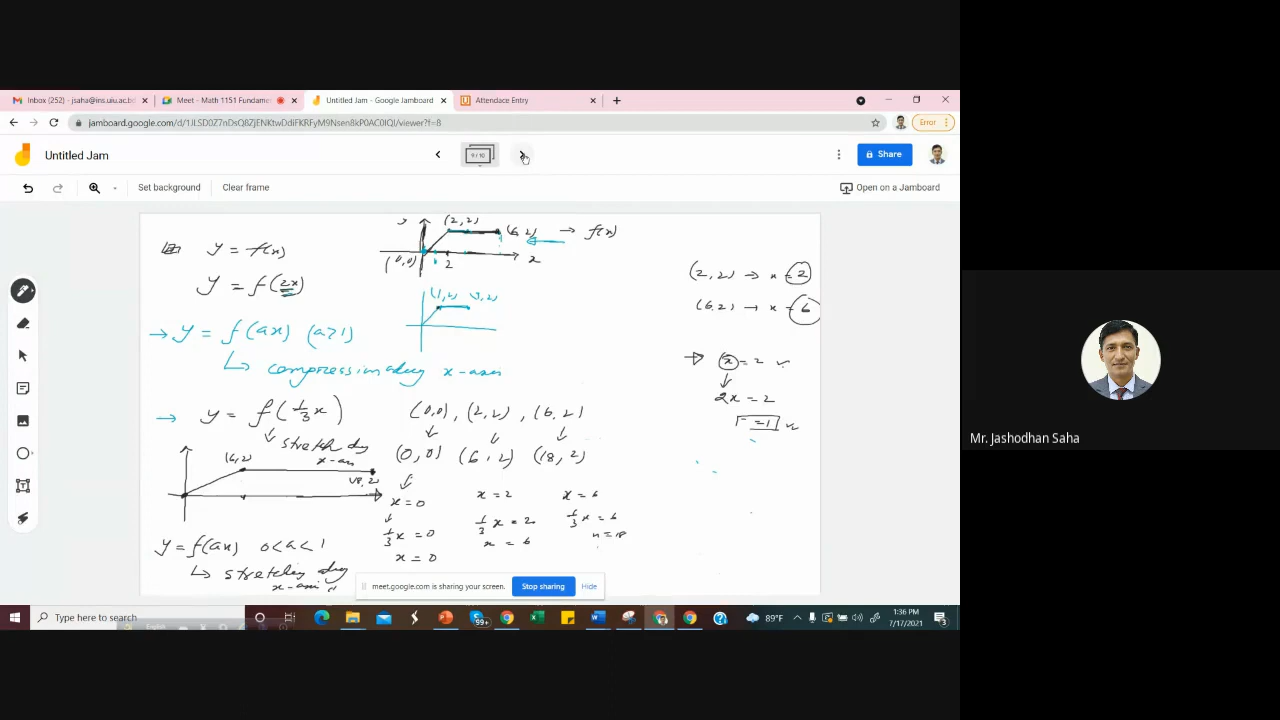 Inbox (252) - jsaha@ins.uiu.ac.bd
Meet - Math 1151 Fundame
Untitled Jam - Google Jamboard
Attendace Entry
jamboard.google.com/d/1JLSD0Z7nDsQ8ZjENKtwDdiFKRFyM9Nsen8kP0AC0IQI/viewer?f=8
Error
Untitled Jam
9 / 10
Share
Set background
Clear frame
Open on a Jamboard
y = f(x)
y
(2,2)
(6,2) → f(x)
(0,0)
2
x
y = f(2x)
(2,2) → x = 2
(6,2) → x = 6
(1,2) (3,2)
→ y = f(ax) (a>1)
↳ compression along x-axis
→ x = 2
2x = 2
= 1
→ y = f(1/3 x)
(0,0), (2,2), (6,2)
↓ stretch along
x-axis
(0,0) (6,2) (18,2)
(6,2)
(18,2)
x = 0
x = 2
x = 6
1/3 x = 0
1/3 x = 2
1/3 x = 6
x = 0
x = 6
x = 18
y = f(ax) 0<a<1
↳ stretching along
x-axis
meet.google.com is sharing your screen.
Stop sharing
Hide
Mr. Jashodhan Saha
Type here to search
99+
89°F
1:36 PM
7/17/2021
3